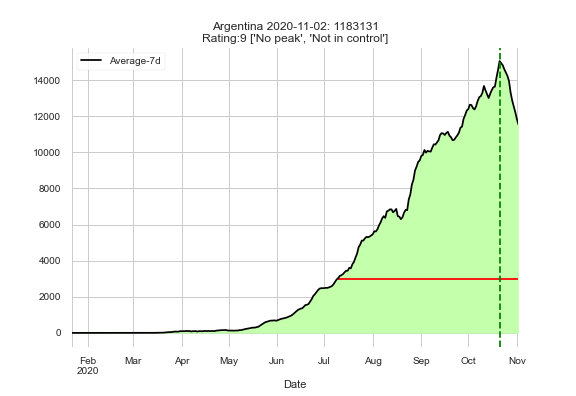 Argentina 2020-11-02: 1183131
Rating:9 ['No peak', 'Not in control']
Average-7d
14000
12000
10000
8000
6000
4000
2000
0
Feb Mar Apr May Jun Jul Aug Sep Oct Nov
2020
Date